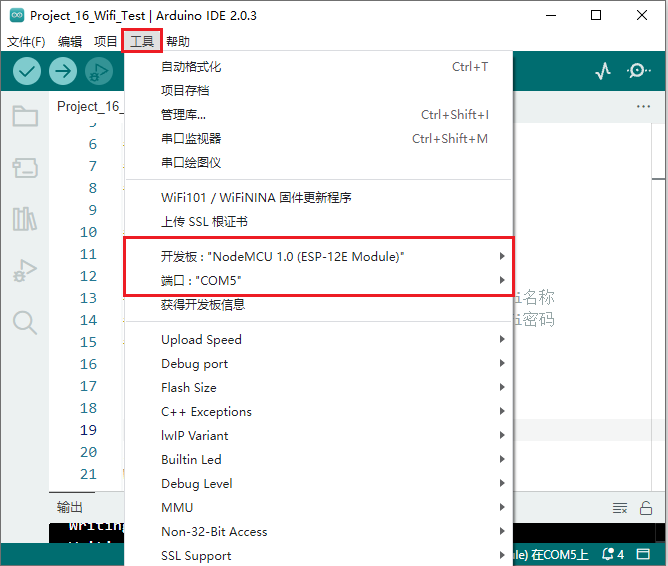 Project_16_Wifi_Test | Arduino IDE 2.0.3
文件(F) 编辑 项目 工具 帮助
自动格式化 Ctrl+T
项目存档
Project_16_
管理库... Ctrl+Shift+I
串口监视器 Ctrl+Shift+M
串口绘图仪
WiFi101 / WiFiNINA 固件更新程序
上传 SSL 根证书
开发板 : "NodeMCU 1.0 (ESP-12E Module)"
端口 : "COM5"
获得开发板信息
Upload Speed
Debug port
Flash Size
C++ Exceptions
lwIP Variant
Builtin Led
Debug Level
MMU
Non-32-Bit Access
SSL Support
6
7
8
9
10
11
12
13 i名称
14 i密码
15
16
17
18
19
20
21
输出
Writing
ule) 在COM5上 4